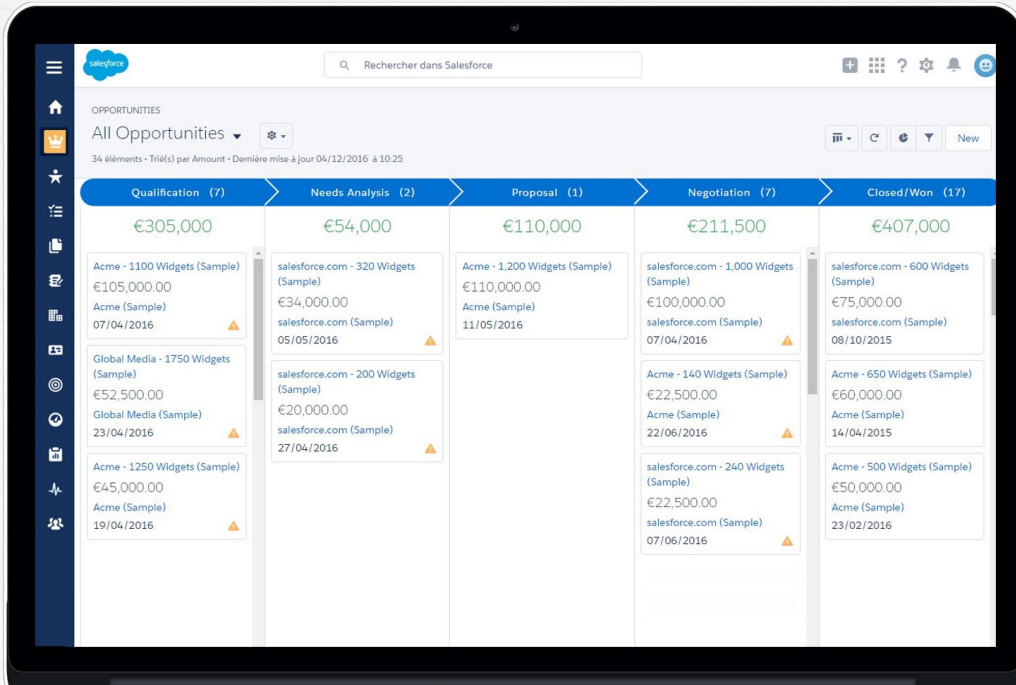 salesforce
Rechercher dans Salesforce
OPPORTUNITIES
All Opportunities
34 éléments • Trié(s) par Amount • Dernière mise à jour 04/12/2016 à 10:25
New
Qualification (7)
Needs Analysis (2)
Proposal (1)
Negotiation (7)
Closed/Won (17)
€305,000
€54,000
€110,000
€211,500
€407,000
Acme - 1100 Widgets (Sample)
€105,000.00
Acme (Sample)
07/04/2016
Global Media - 1750 Widgets
(Sample)
€52,500.00
Global Media (Sample)
23/04/2016
Acme - 1250 Widgets (Sample)
€45,000.00
Acme (Sample)
19/04/2016
salesforce.com - 320 Widgets
(Sample)
€34,000.00
salesforce.com (Sample)
05/05/2016
salesforce.com - 200 Widgets
(Sample)
€20,000.00
salesforce.com (Sample)
27/04/2016
Acme - 1,200 Widgets (Sample)
€110,000.00
Acme (Sample)
11/05/2016
salesforce.com - 1,000 Widgets
(Sample)
€100,000.00
salesforce.com (Sample)
07/04/2016
Acme - 140 Widgets (Sample)
€22,500.00
Acme (Sample)
22/06/2016
salesforce.com - 240 Widgets
(Sample)
€22,500.00
salesforce.com (Sample)
07/06/2016
salesforce.com - 600 Widgets
(Sample)
€75,000.00
salesforce.com (Sample)
08/10/2015
Acme - 650 Widgets (Sample)
€60,000.00
Acme (Sample)
14/04/2015
Acme - 500 Widgets (Sample)
€50,000.00
Acme (Sample)
23/02/2016